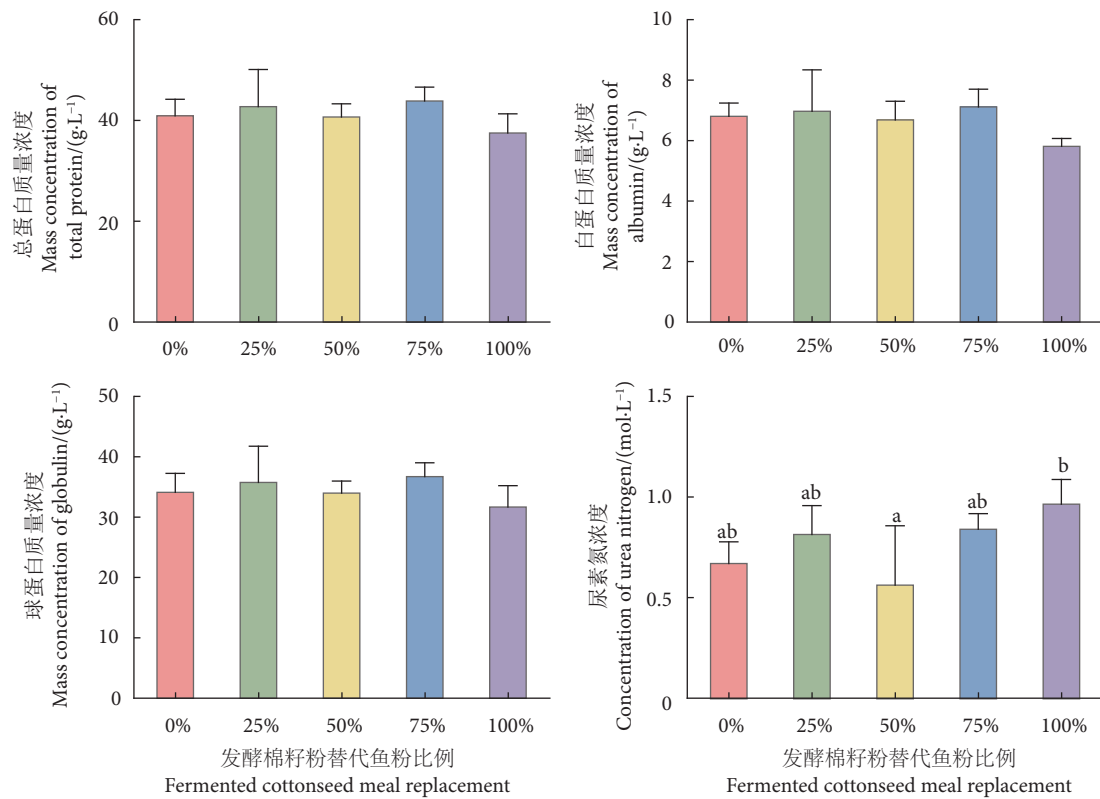 总蛋白质量浓度
Mass concentration of
total protein/(g·L⁻¹)
60
40
20
0
0% 25% 50% 75% 100%
白蛋白质量浓度
Mass concentration of
albumin/(g·L⁻¹)
10
8
6
4
2
0
0% 25% 50% 75% 100%
球蛋白质量浓度
Mass concentration of globulin/(g·L⁻¹)
50
40
30
20
10
0
0% 25% 50% 75% 100%
发酵棉籽粉替代鱼粉比例
Fermented cottonseed meal replacement
尿素氮浓度
Concentration of urea nitrogen/(mol·L⁻¹)
1.5
1.0
0.5
0
ab ab a ab b
0% 25% 50% 75% 100%
发酵棉籽粉替代鱼粉比例
Fermented cottonseed meal replacement